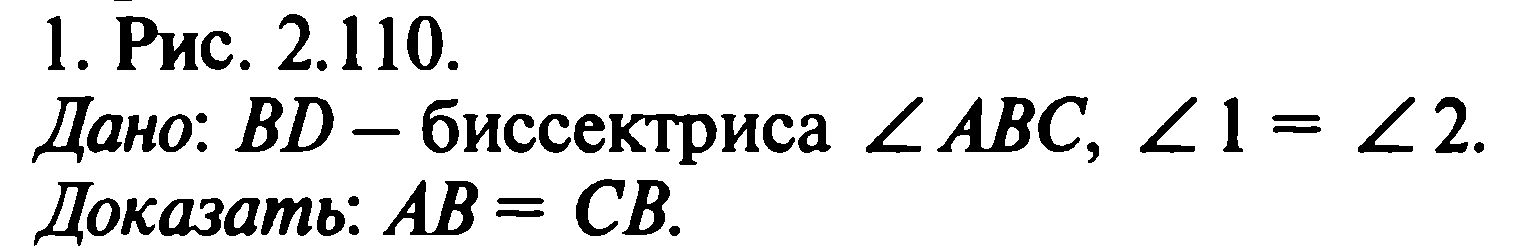 1. Рис. 2.110.
Дано: BD – биссектриса ∠ABC, ∠1 = ∠2.
Доказать: AB = CB.